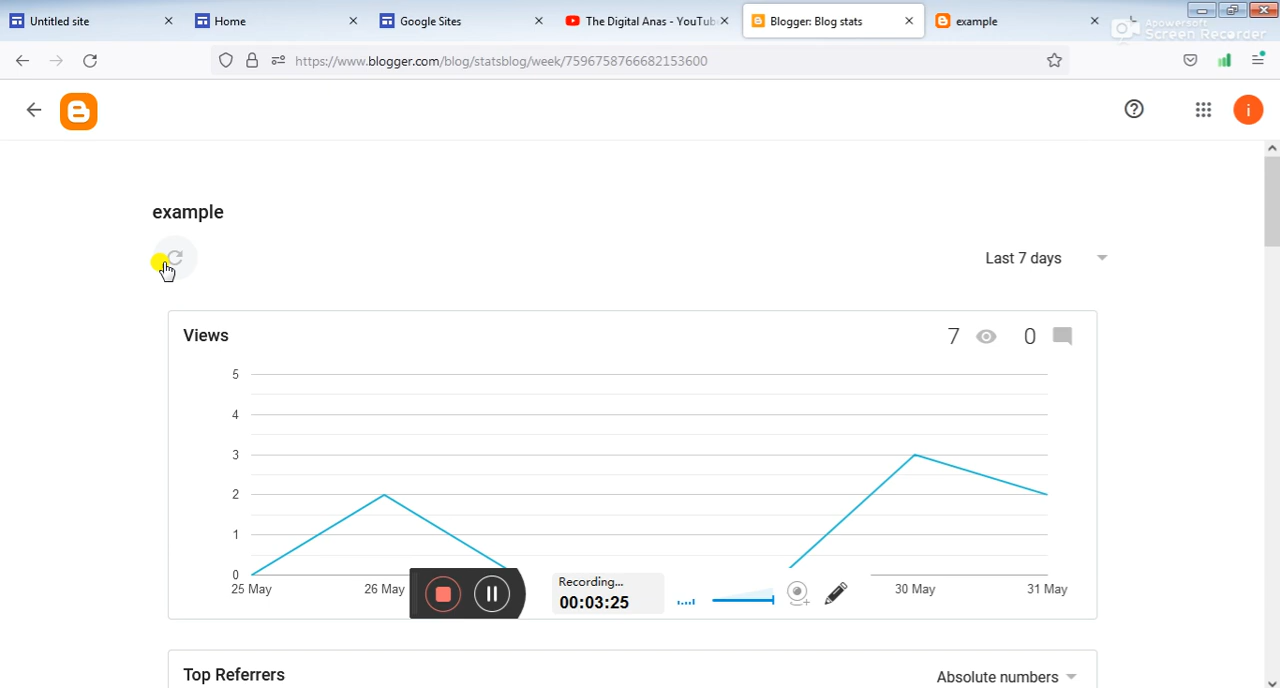 Untitled site
Home
Google Sites
The Digital Anas - YouTub
Blogger: Blog stats
example
Apowersoft
Screen Recorder
https://www.blogger.com/blog/statsblog/week/7596758766682153600
i
example
Last 7 days
Views
7
0
5
4
3
2
1
0
25 May
26 May
30 May
31 May
Recording...
00:03:25
Top Referrers
Absolute numbers